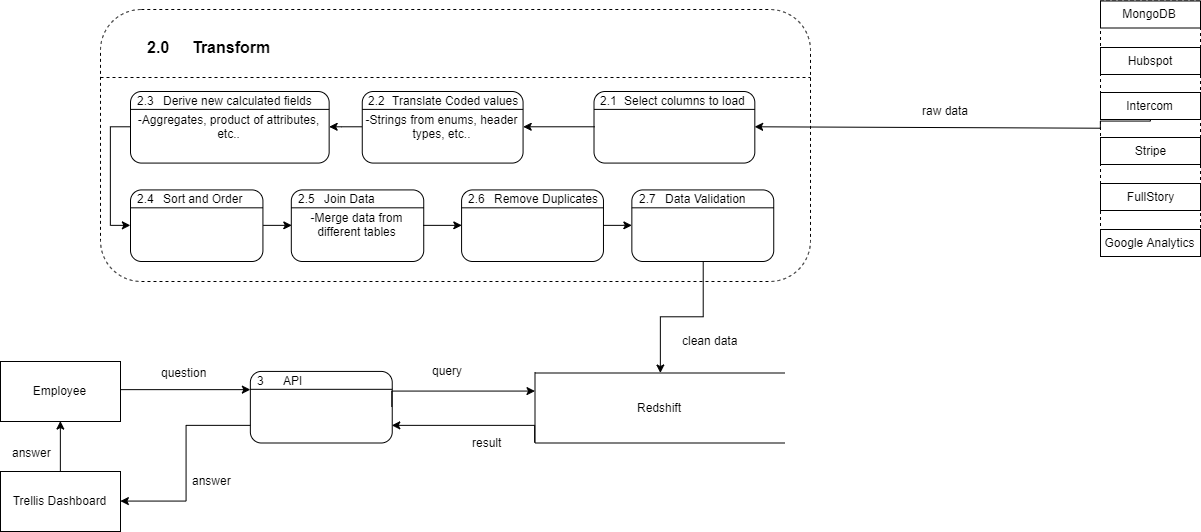 MongoDB
Hubspot
Intercom
Stripe
FullStory
Google Analytics
raw data
2.0 Transform
2.3 Derive new calculated fields
-Aggregates, product of attributes,
etc..
2.2 Translate Coded values
-Strings from enums, header
types, etc..
2.1 Select columns to load
2.4 Sort and Order
2.5 Join Data
-Merge data from
different tables
2.6 Remove Duplicates
2.7 Data Validation
clean data
Employee
question
3 API
query
Redshift
result
answer
answer
Trellis Dashboard